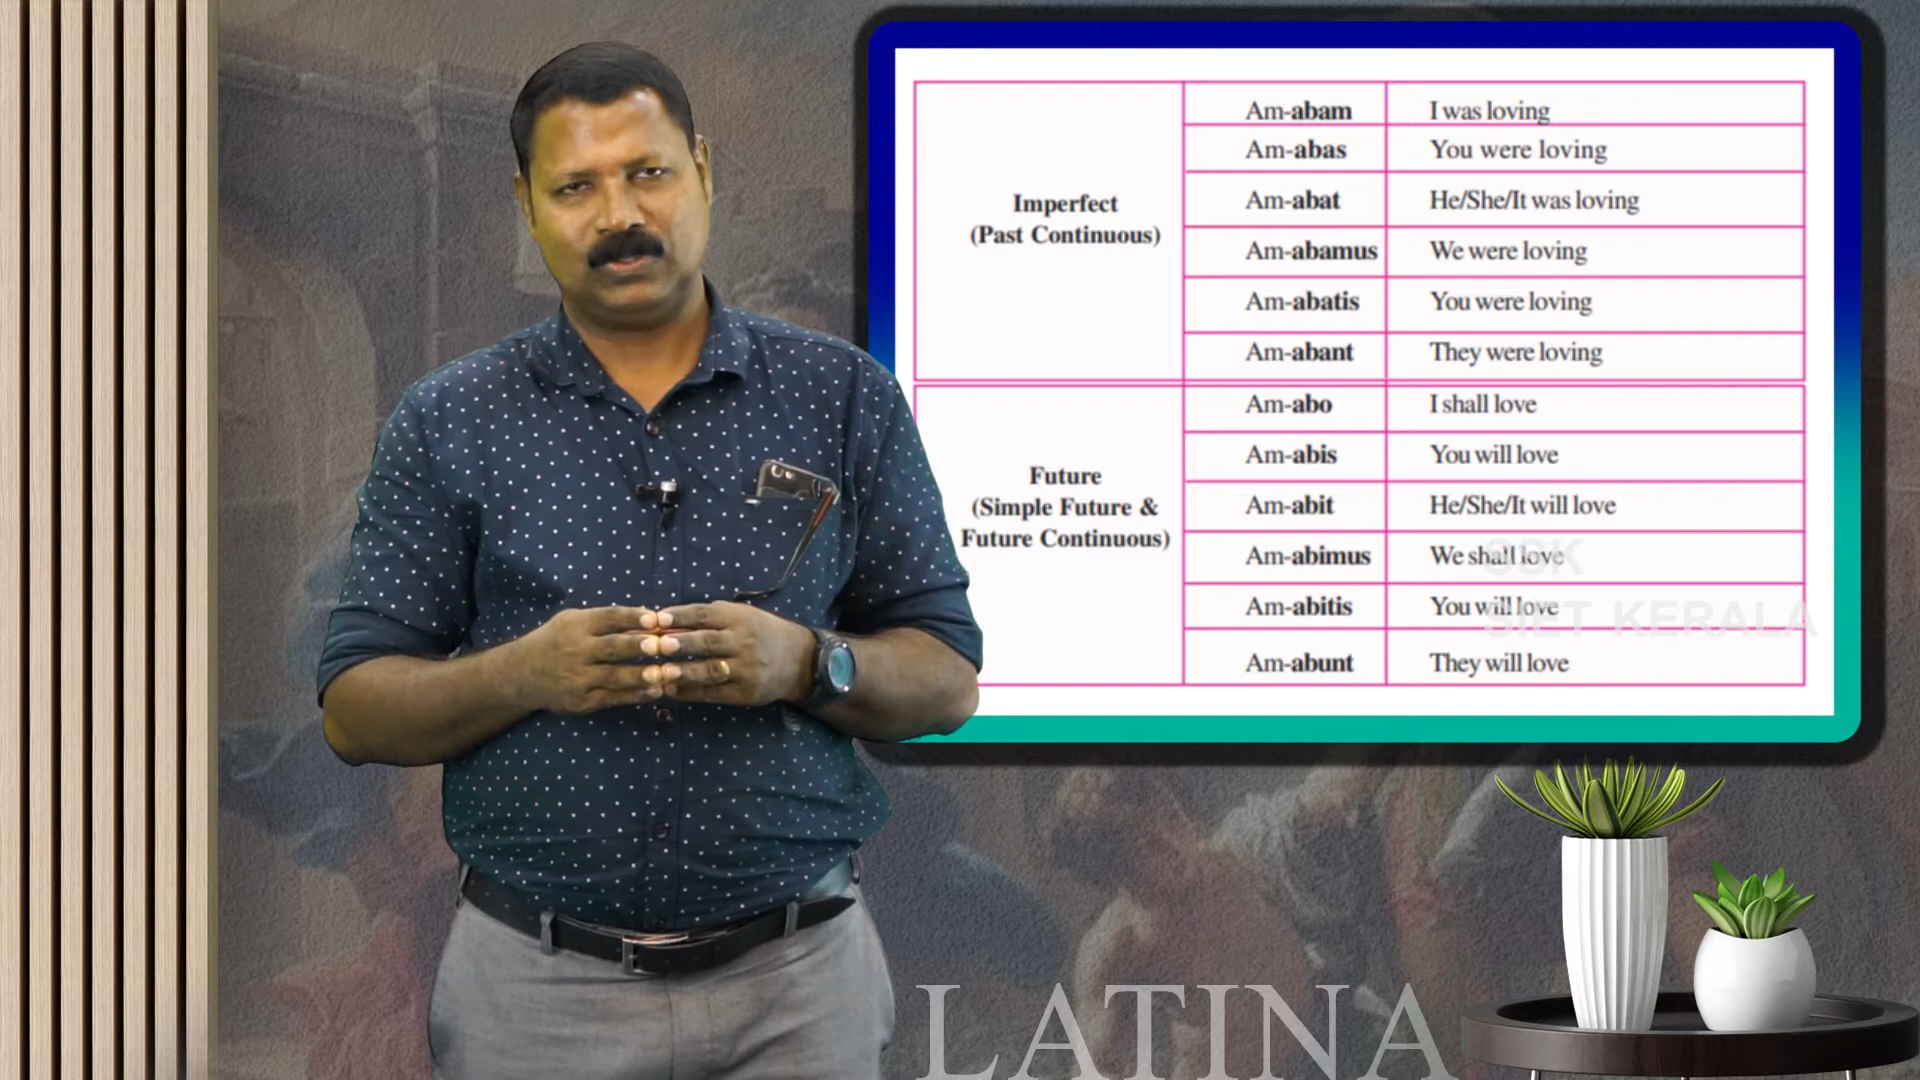 Imperfect
(Past Continuous)
Am-abam I was loving
Am-abas You were loving
Am-abat He/She/It was loving
Am-abamus We were loving
Am-abatis You were loving
Am-abant They were loving
Future
(Simple Future &
Future Continuous)
Am-abo I shall love
Am-abis You will love
Am-abit He/She/It will love
Am-abimus We shall love
Am-abitis You will love
Am-abunt They will love
SSK
SIET KERALA
LATINA